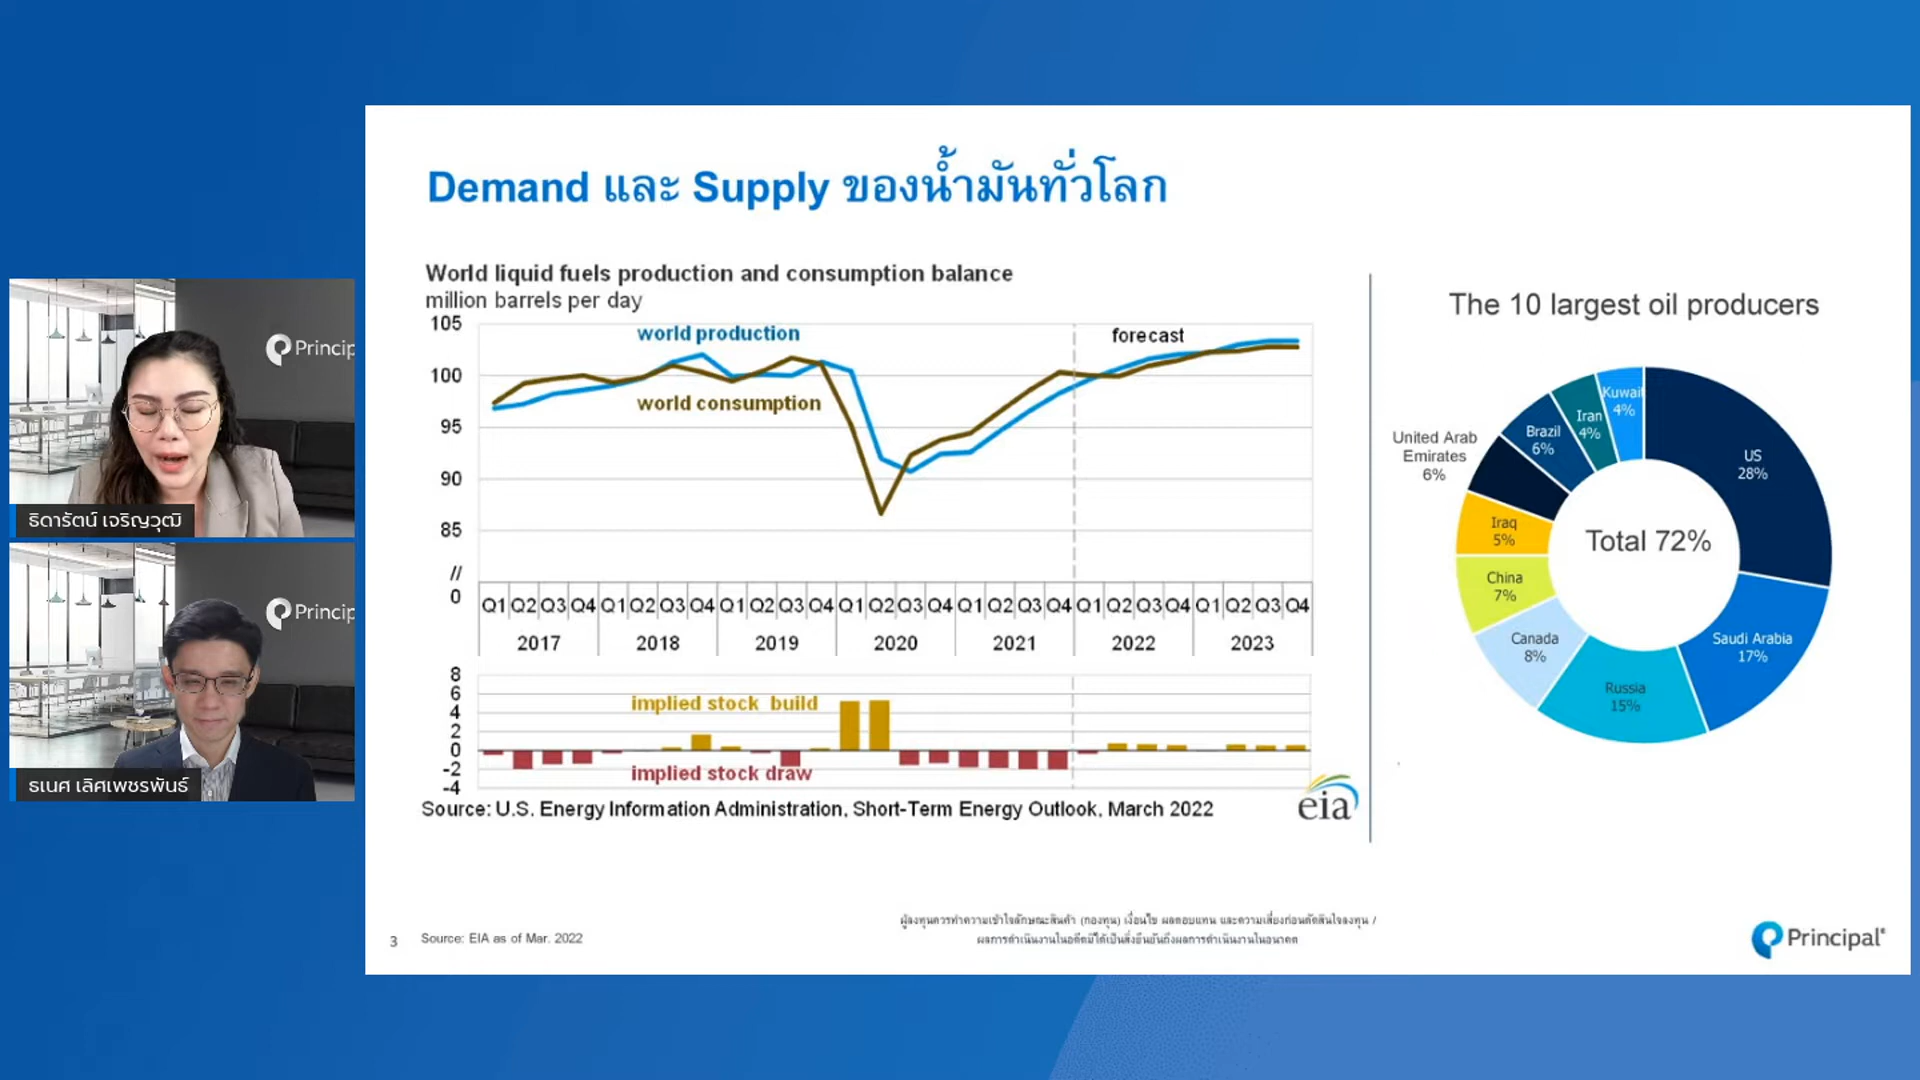 Demand และ Supply ของน้ำมันทั่วโลก
World liquid fuels production and consumption balance
million barrels per day
105
100
95
90
85
//
0
world production
world consumption
forecast
Q1 Q2 Q3 Q4 Q1 Q2 Q3 Q4 Q1 Q2 Q3 Q4 Q1 Q2 Q3 Q4 Q1 Q2 Q3 Q4 Q1 Q2 Q3 Q4 Q1 Q2 Q3 Q4
2017 2018 2019 2020 2021 2022 2023
8
6
4
2
0
-2
-4
implied stock build
implied stock draw
Source: U.S. Energy Information Administration, Short-Term Energy Outlook, March 2022
eia
The 10 largest oil producers
US
28%
Saudi Arabia
17%
Russia
15%
Canada
8%
China
7%
Iraq
5%
United Arab
Emirates
6%
Brazil
6%
Iran
4%
Kuwait
4%
Total 72%
Princip
ธิดารัตน์ เจริญวุฒิ
Princip
ธเนศ เลิศเพชรพันธ์
ผู้ลงทุนควรทำความเข้าใจลักษณะสินค้า (กองทุน) เงื่อนไข ผลตอบแทน และความเสี่ยงก่อนตัดสินใจลงทุน /
ผลการดำเนินงานในอดีตมิได้เป็นสิ่งยืนยันถึงผลการดำเนินงานในอนาคต
3
Source: EIA as of Mar. 2022
Principal®